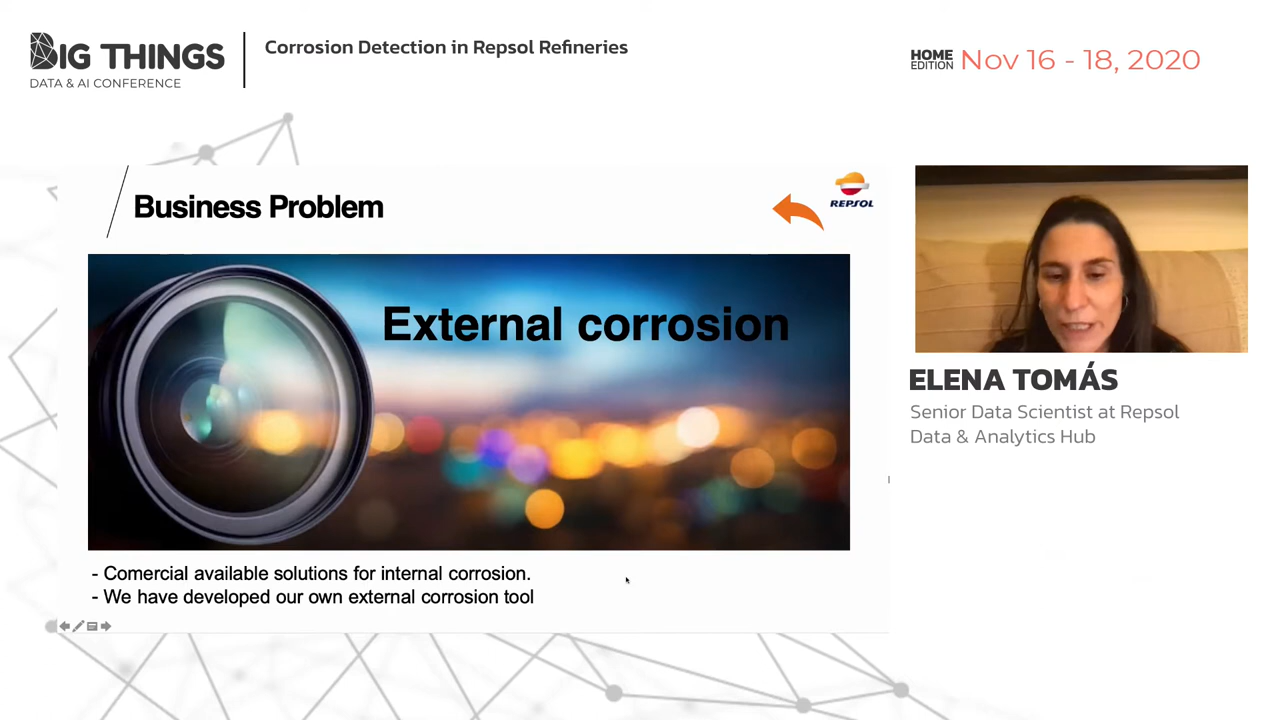 BIG THINGS
DATA & AI CONFERENCE
Corrosion Detection in Repsol Refineries
HOME
EDITION
Nov 16 - 18, 2020
Business Problem
REPSOL
External corrosion
- Comercial available solutions for internal corrosion.
- We have developed our own external corrosion tool
ELENA TOMÁS
Senior Data Scientist at Repsol
Data & Analytics Hub